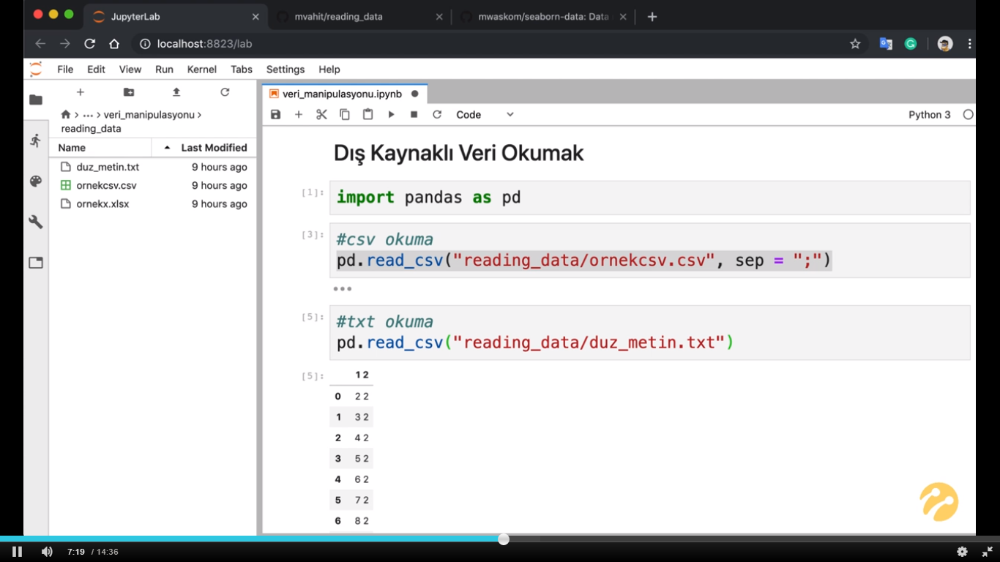 JupyterLab
mvahit/reading_data
mwaskom/seaborn-data: Data
localhost:8823/lab
File Edit View Run Kernel Tabs Settings Help
veri_manipulasyonu.ipynb
> ... > veri_manipulasyonu >
reading_data
Code
Python 3
Name Last Modified
duz_metin.txt 9 hours ago
ornekcsv.csv 9 hours ago
ornekx.xlsx 9 hours ago
Dış Kaynaklı Veri Okumak
[1]: import pandas as pd
[3]: #csv okuma
pd.read_csv("reading_data/ornekcsv.csv", sep = ";")
•••
[5]: #txt okuma
pd.read_csv("reading_data/duz_metin.txt")
[5]: 1 2
0 2 2
1 3 2
2 4 2
3 5 2
4 6 2
5 7 2
6 8 2
7:19 / 14:36